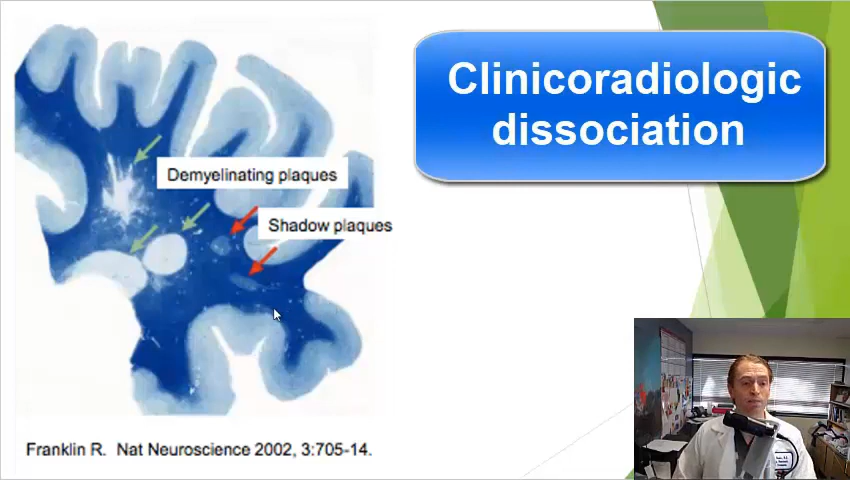 Clinicoradiologic
dissociation
Demyelinating plaques
Shadow plaques
Franklin R. Nat Neuroscience 2002, 3:705-14.